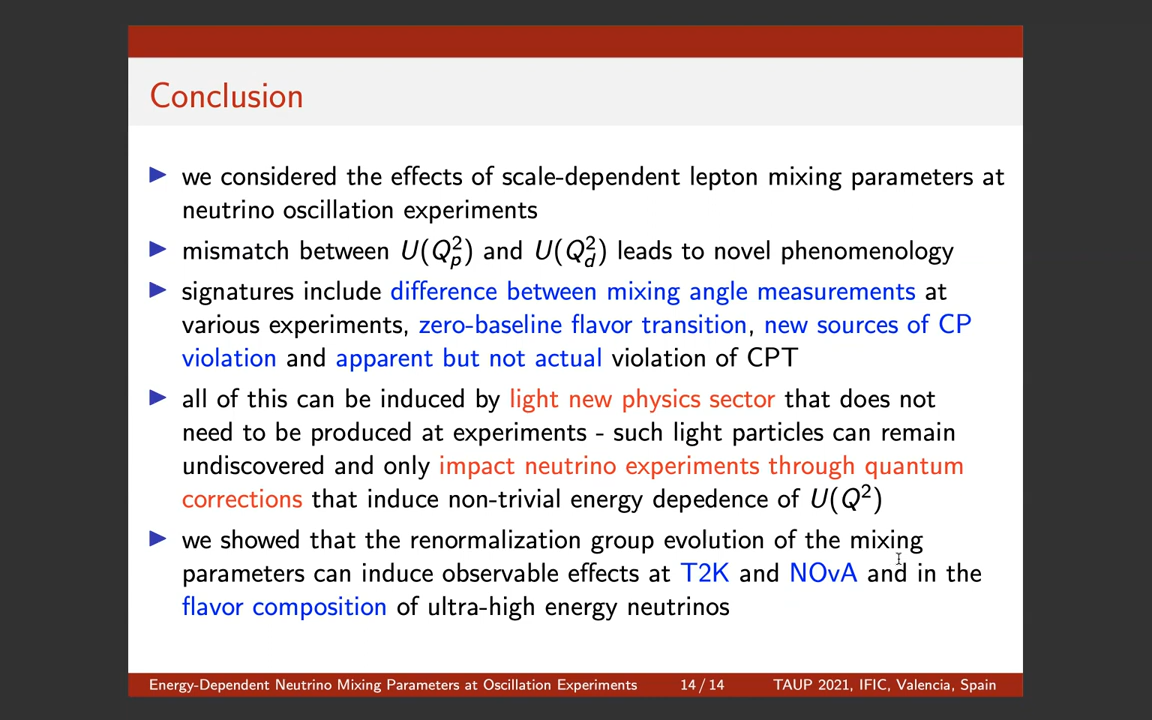 Conclusion
▶ we considered the effects of scale-dependent lepton mixing parameters at
neutrino oscillation experiments
▶ mismatch between U(Q²ₚ) and U(Q²_d) leads to novel phenomenology
▶ signatures include difference between mixing angle measurements at
various experiments, zero-baseline flavor transition, new sources of CP
violation and apparent but not actual violation of CPT
▶ all of this can be induced by light new physics sector that does not
need to be produced at experiments - such light particles can remain
undiscovered and only impact neutrino experiments through quantum
corrections that induce non-trivial energy depedence of U(Q²)
▶ we showed that the renormalization group evolution of the mixing
parameters can induce observable effects at T2K and NOvA and in the
flavor composition of ultra-high energy neutrinos
Energy-Dependent Neutrino Mixing Parameters at Oscillation Experiments 14 / 14 TAUP 2021, IFIC, Valencia, Spain